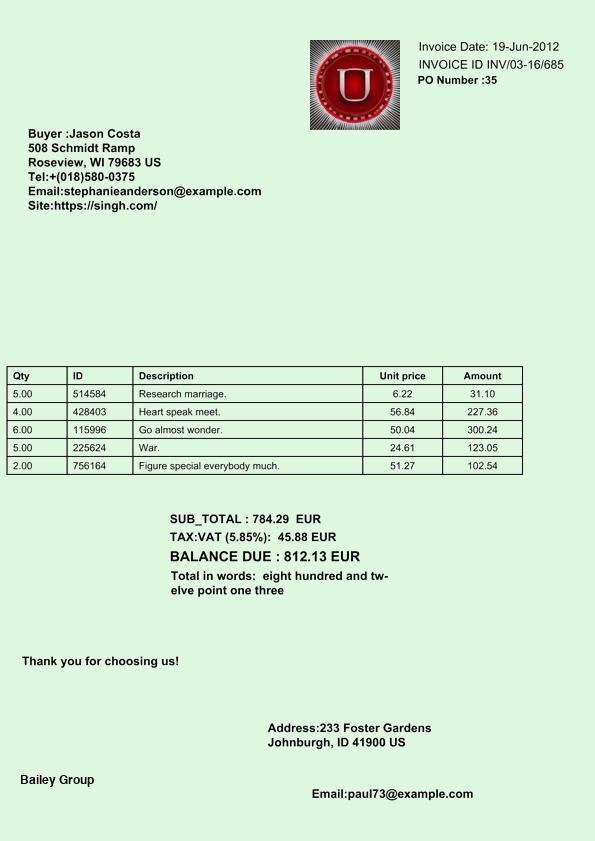 Invoice Date: 19-Jun-2012
INVOICE ID INV/03-16/685
PO Number :35
U
Buyer :Jason Costa
508 Schmidt Ramp
Roseview, WI 79683 US
Tel:+(018)580-0375
Email:stephanieanderson@example.com
Site:https://singh.com/
Qty ID Description Unit price Amount
5.00 514584 Research marriage. 6.22 31.10
4.00 428403 Heart speak meet. 56.84 227.36
6.00 115996 Go almost wonder. 50.04 300.24
5.00 225624 War. 24.61 123.05
2.00 756164 Figure special everybody much. 51.27 102.54
SUB_TOTAL : 784.29 EUR
TAX:VAT (5.85%): 45.88 EUR
BALANCE DUE : 812.13 EUR
Total in words: eight hundred and tw-
elve point one three
Thank you for choosing us!
Address:233 Foster Gardens
Johnburgh, ID 41900 US
Bailey Group
Email:paul73@example.com